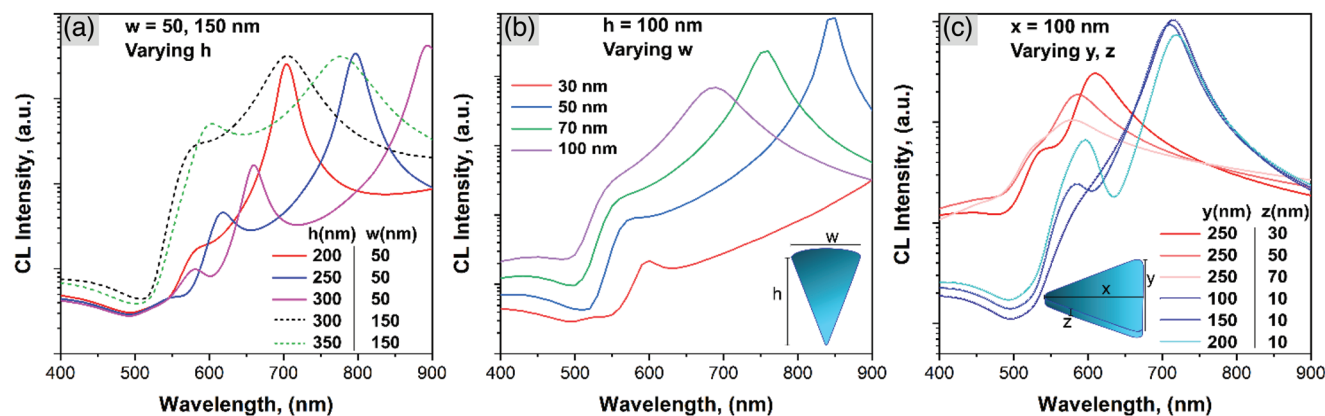 (a)
w = 50, 150 nm
Varying h
CL Intensity, (a.u.)
h(nm) w(nm)
200 50
250 50
300 50
300 150
350 150
400 500 600 700 800 900
Wavelength, (nm)
(b)
h = 100 nm
Varying w
CL Intensity, (a.u.)
30 nm
50 nm
70 nm
100 nm
w
h
400 500 600 700 800 900
Wavelength, (nm)
(c)
x = 100 nm
Varying y, z
CL Intensity, (a.u.)
y(nm) z(nm)
250 30
250 50
250 70
100 10
150 10
200 10
x
y
z
400 500 600 700 800 900
Wavelength, (nm)